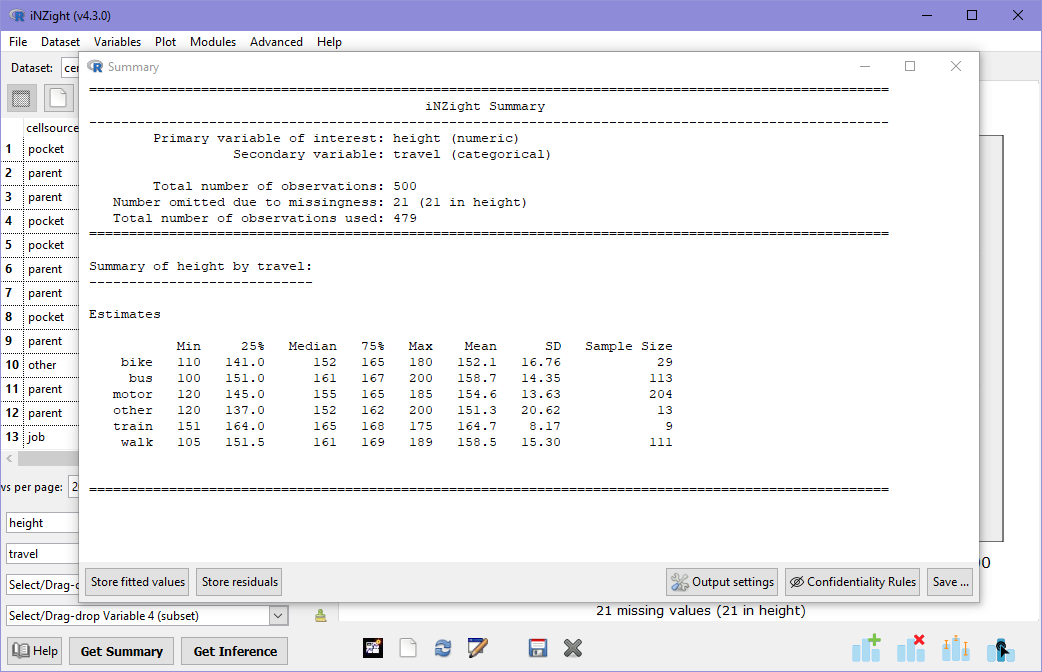 iNZight (v4.3.0)
File Dataset Variables Plot Modules Advanced Help
Dataset: cen
Summary
========================================================================================
iNZight Summary
----------------------------------------------------------------------------------------
Primary variable of interest: height (numeric)
Secondary variable: travel (categorical)
Total number of observations: 500
Number omitted due to missingness: 21 (21 in height)
Total number of observations used: 479
========================================================================================
Summary of height by travel:
----------------------------
Estimates
Min 25% Median 75% Max Mean SD Sample Size
bike 110 141.0 152 165 180 152.1 16.76 29
bus 100 151.0 161 167 200 158.7 14.35 113
motor 120 145.0 155 165 185 154.6 13.63 204
other 120 137.0 152 162 200 151.3 20.62 13
train 151 164.0 165 168 175 164.7 8.17 9
walk 105 151.5 161 169 189 158.5 15.30 111
========================================================================================
Store fitted values Store residuals Output settings Confidentiality Rules Save ...
cellsource
1 pocket
2 parent
3 parent
4 pocket
5 pocket
6 parent
7 parent
8 pocket
9 parent
10 other
11 parent
12 parent
13 job
vs per page: 2
height
travel
Select/Drag-d
Select/Drag-drop Variable 4 (subset)
00
21 missing values (21 in height)
Help Get Summary Get Inference